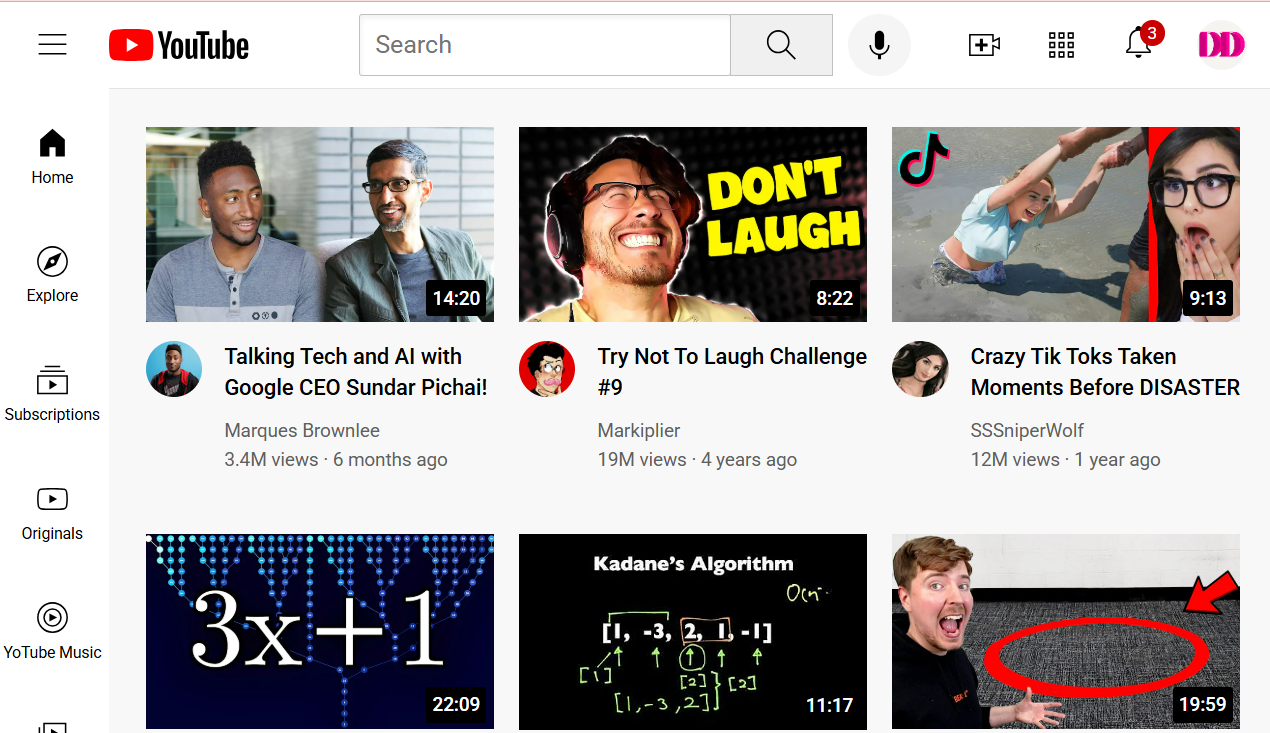 YouTube
Search
3
DD
Home
Explore
Subscriptions
Originals
YoTube Music
DON'T
LAUGH
14:20
8:22
9:13
Talking Tech and AI with
Google CEO Sundar Pichai!
Marques Brownlee
3.4M views · 6 months ago
Try Not To Laugh Challenge
#9
Markiplier
19M views · 4 years ago
Crazy Tik Toks Taken
Moments Before DISASTER
SSSniperWolf
12M views · 1 year ago
3x+1
22:09
Kadane's Algorithm
[1, -3, 2, 1, -1]
[1]
[2]
[2]
[1,-3,2]
11:17
19:59